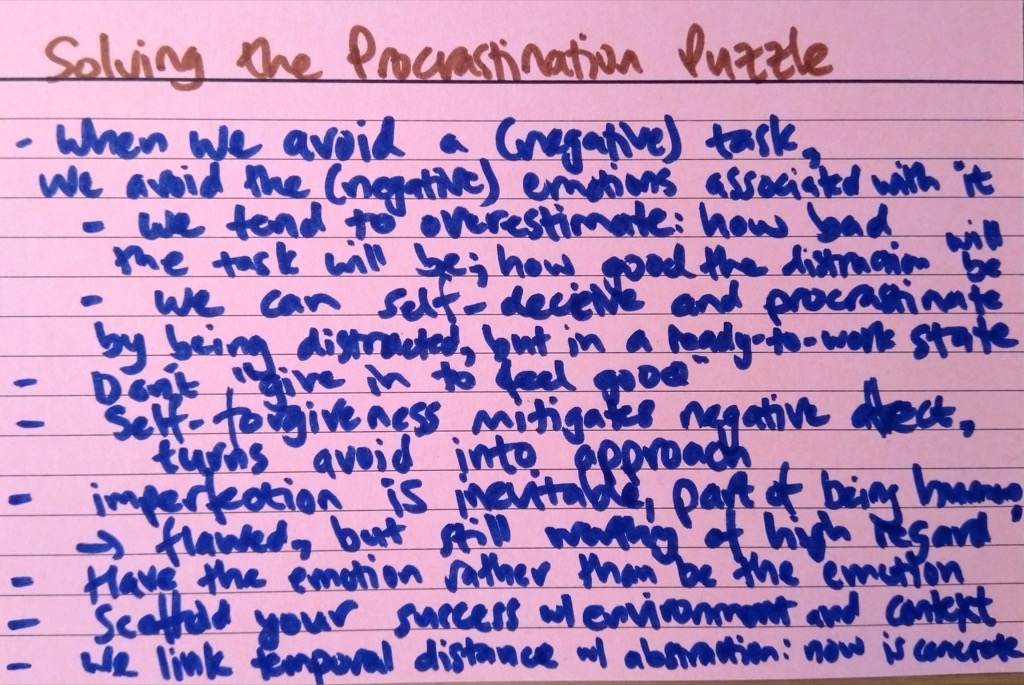 Solving the Procrastination Puzzle
- When we avoid a (negative) task,
we avoid the (negative) emotions associated with it
- we tend to overestimate: how bad
the task will be; how good the distraction will be
- we can self-deceive and procrastinate
by being distracted, but in a ready-to-work state
- Don't "give in to feel good"
- Self-forgiveness mitigates negative affect,
turns avoid into approach
- imperfection is inevitable, part of being human,
→ flawed, but still worthy of high regard
- Have the emotion rather than be the emotion
- Scaffold your success w/ environment and context
- We link temporal distance w/ abstraction: now is concrete